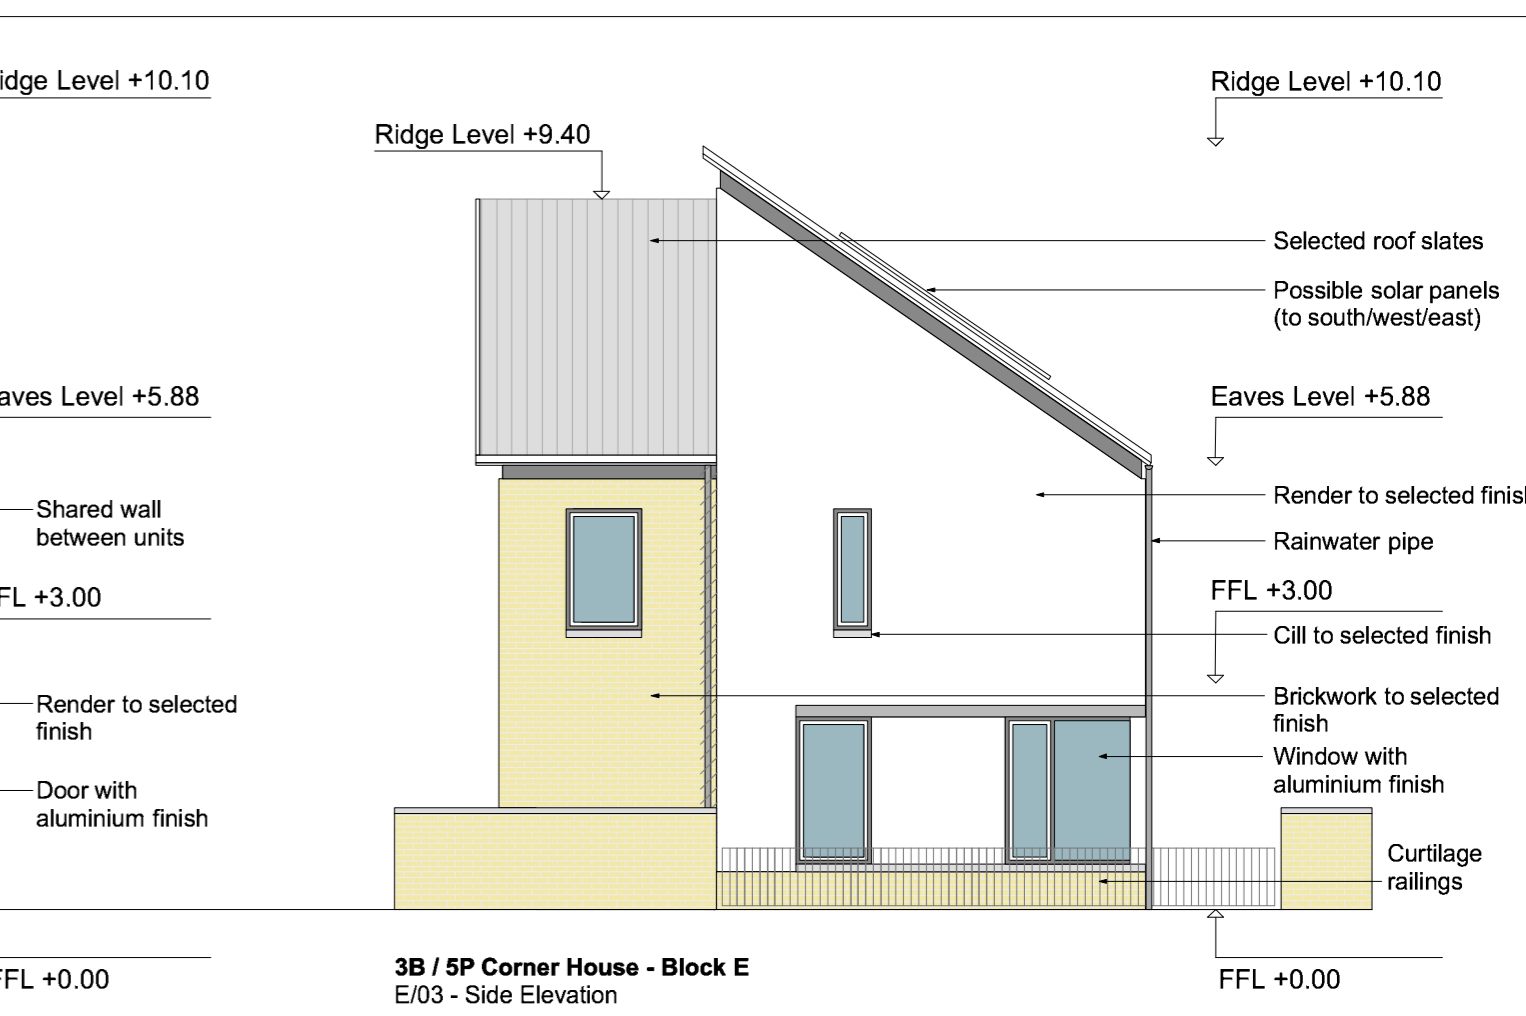 idge Level +10.10
Ridge Level +10.10
Ridge Level +9.40
Selected roof slates
Possible solar panels
(to south/west/east)
aves Level +5.88
Eaves Level +5.88
Render to selected finish
Shared wall
between units
Rainwater pipe
FL +3.00
FFL +3.00
Cill to selected finish
Render to selected
finish
Brickwork to selected
finish
Window with
aluminium finish
Door with
aluminium finish
Curtilage
railings
3B / 5P Corner House - Block E
E/03 - Side Elevation
FFL +0.00
FFL +0.00